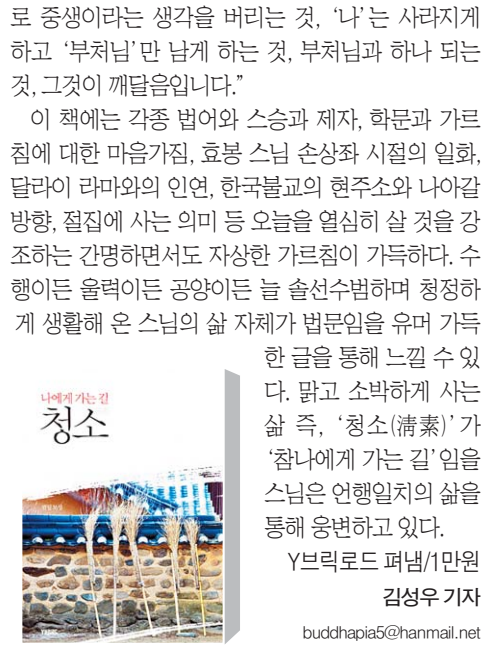 로 중생이라는 생각을 버리는 것, ‘나’는 사라지게
하고 ‘부처님’만 남게 하는 것, 부처님과 하나 되는
것, 그것이 깨달음입니다.”
이 책에는 각종 법어와 스승과 제자, 학문과 가르
침에 대한 마음가짐, 효봉 스님 손상좌 시절의 일화,
달라이 라마와의 인연, 한국불교의 현주소와 나아갈
방향, 절집에 사는 의미 등 오늘을 열심히 살 것을 강
조하는 간명하면서도 자상한 가르침이 가득하다. 수
행이든 울력이든 공양이든 늘 솔선수범하며 청정하
게 생활해 온 스님의 삶 자체가 법문임을 유머 가득
한 글을 통해 느낄 수 있
다. 맑고 소박하게 사는
삶 즉, ‘청소(淸素)’가
‘참나에게 가는 길’임을
스님은 언행일치의 삶을
통해 웅변하고 있다.
Y브릭로드 펴냄/1만원
김성우 기자
buddhapia5@hanmail.net
나에게 가는 길
청소